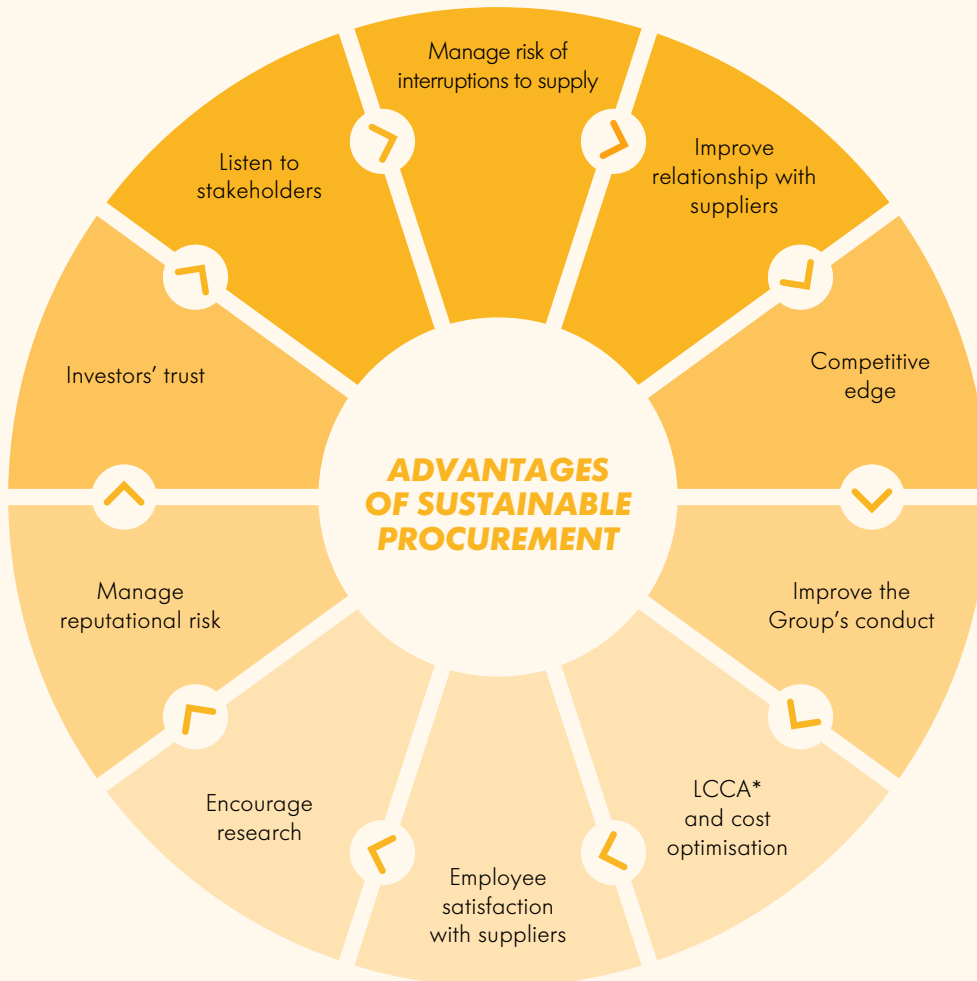 Manage risk of
interruptions to supply
Improve
relationship with
suppliers
Competitive
edge
Improve the
Group’s conduct
LCCA*
and cost
optimisation
Employee
satisfaction
with suppliers
Encourage
research
Manage
reputational risk
Investors’ trust
Listen to
stakeholders
ADVANTAGES
OF SUSTAINABLE
PROCUREMENT